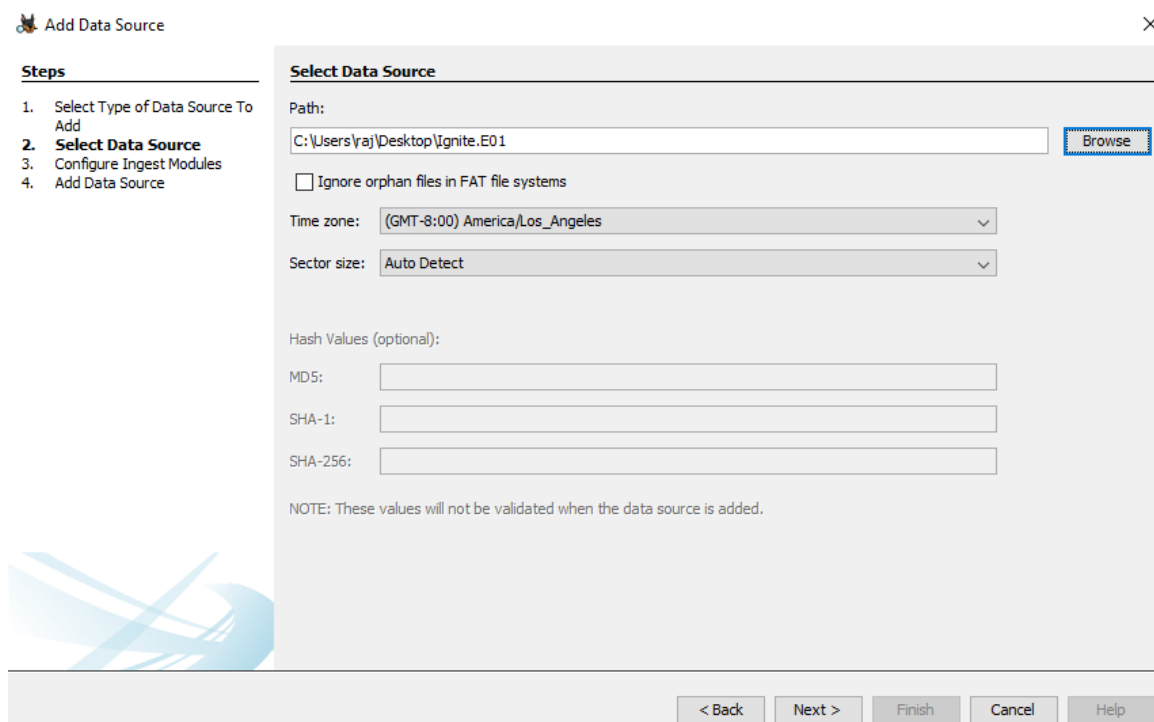 Add Data Source
Steps
1. Select Type of Data Source To
Add
2. Select Data Source
3. Configure Ingest Modules
4. Add Data Source
Select Data Source
Path:
C:\Users\raj\Desktop\Ignite.E01
Browse
Ignore orphan files in FAT file systems
Time zone: (GMT-8:00) America/Los_Angeles
Sector size: Auto Detect
Hash Values (optional):
MD5:
SHA-1:
SHA-256:
NOTE: These values will not be validated when the data source is added.
< Back Next > Finish Cancel Help